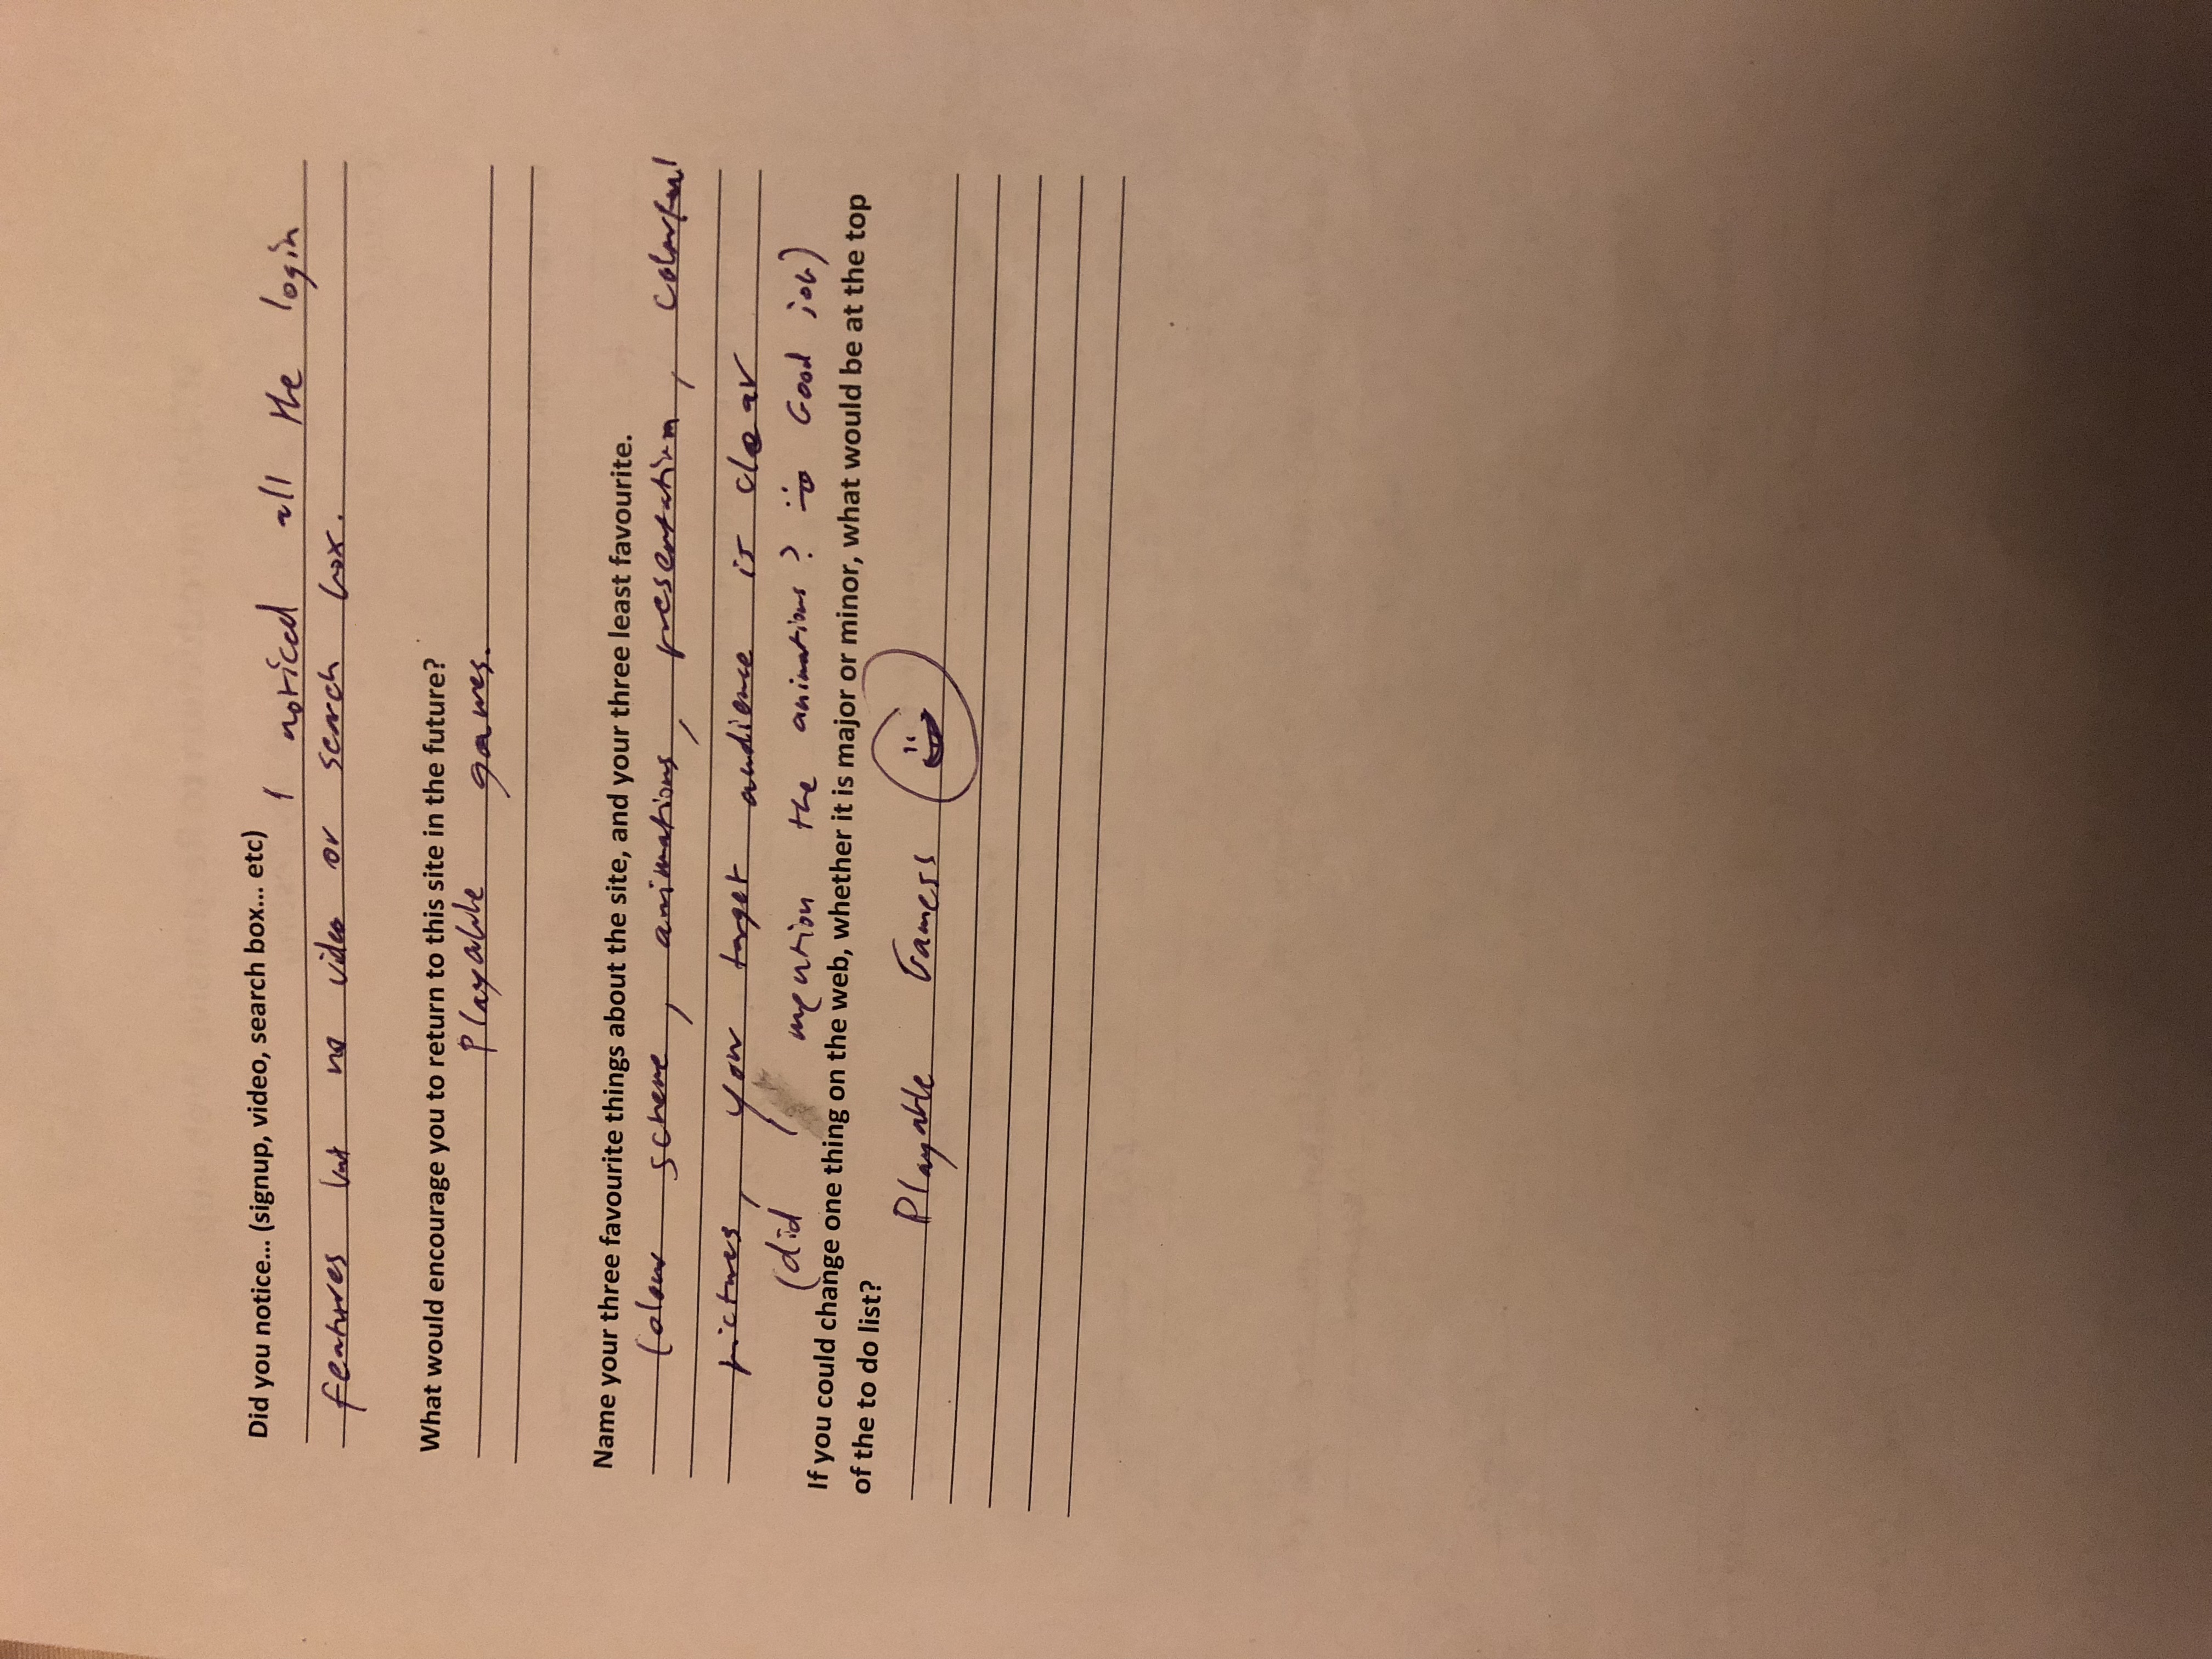 Did you notice... (signup, video, search box... etc)
I noticed all the login
features but no video or search box.
What would encourage you to return to this site in the future?
Playable games.
Name your three favourite things about the site, and your three least favourite.
Colour scheme, animations, presentation, colorful
pictures, your target audience is clear
(did I mention the animations? Good job)
If you could change one thing on the web, whether it is major or minor, what would be at the top
of the to do list?
Playable Gamess